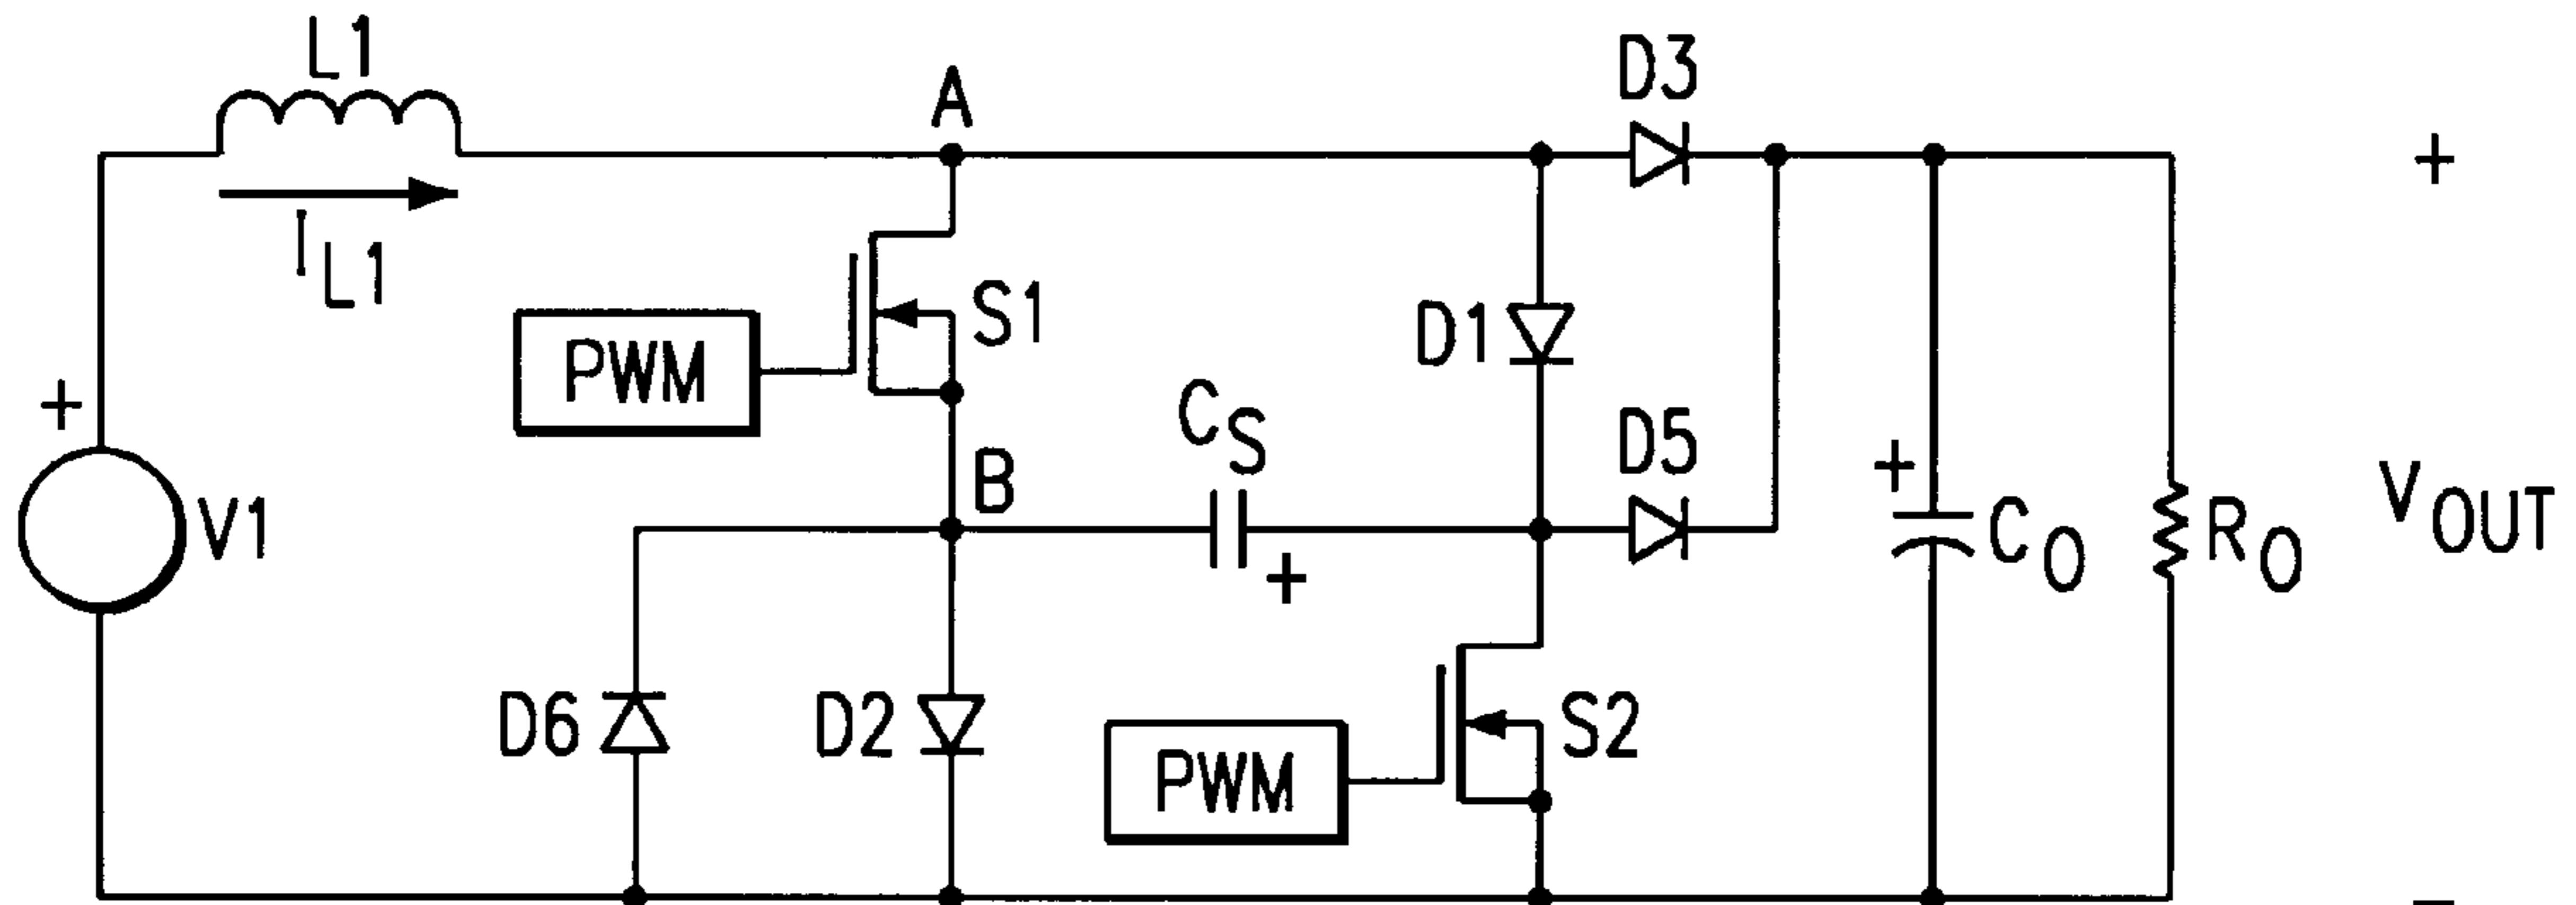 L1
A
D3
+
I L1
S1
PWM
D1
+
C S
D5
B
+
V1
+
C O
R O
V OUT
D6
D2
S2
PWM
−